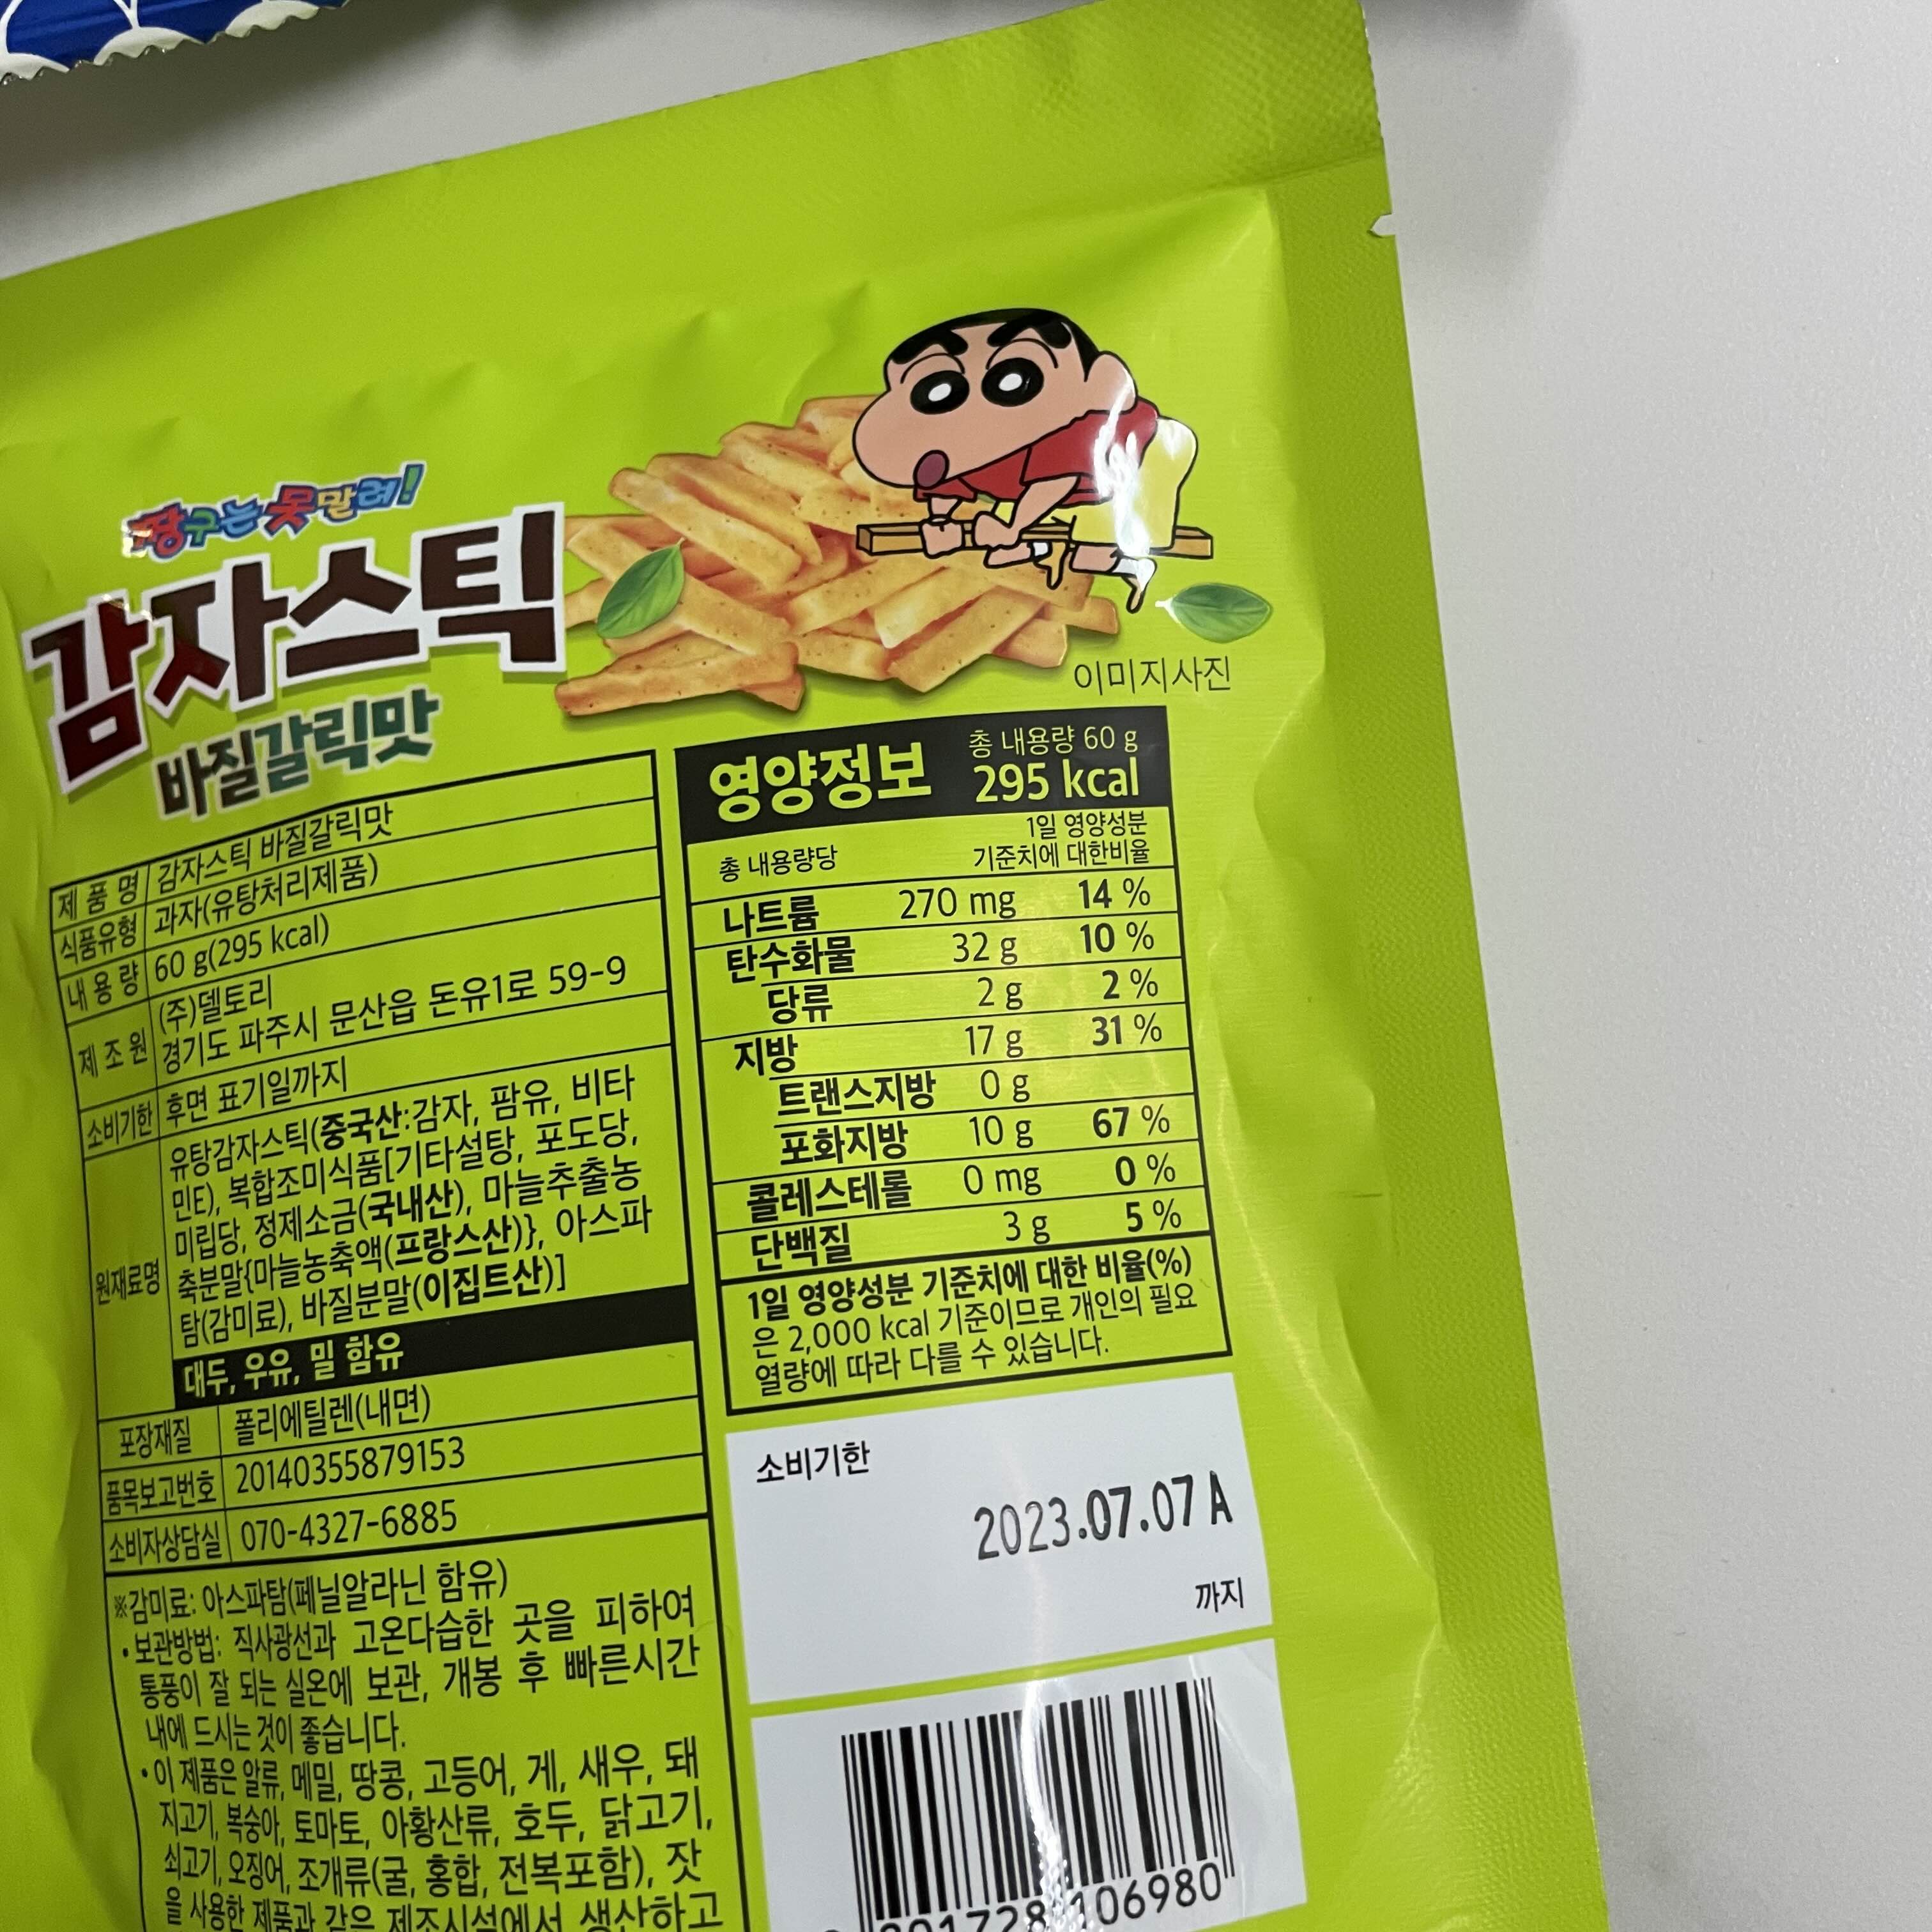 짱구는 못말려!
감자스틱
바질갈릭맛
이미지사진
제 품 명 감자스틱 바질갈릭맛
식품유형 과자(유탕처리제품)
내 용 량 60 g(295 kcal)
제 조 원 (주)델토리
경기도 파주시 문산읍 돈유1로 59-9
소비기한 후면 표기일까지
원재료명 유탕감자스틱(중국산:감자, 팜유, 비타
민E), 복합조미식품[기타설탕, 포도당,
미립당, 정제소금(국내산), 마늘추출농
축분말{마늘농축액(프랑스산)}, 아스파
탐(감미료), 바질분말(이집트산)]
대두, 우유, 밀 함유
포장재질 폴리에틸렌(내면)
품목보고번호 20140355879153
소비자상담실 070-4327-6885
※감미료: 아스파탐(페닐알라닌 함유)
• 보관방법: 직사광선과 고온다습한 곳을 피하여
통풍이 잘 되는 실온에 보관, 개봉 후 빠른시간
내에 드시는 것이 좋습니다.
• 이 제품은 알류, 메밀, 땅콩, 고등어, 게, 새우, 돼
지고기, 복숭아, 토마토, 아황산류, 호두, 닭고기,
쇠고기, 오징어, 조개류(굴, 홍합, 전복포함), 잣
을 사용한 제품과 같은 제조시설에서 생산하고
영양정보 총 내용량 60 g
295 kcal
총 내용량당 1일 영양성분
기준치에 대한비율
나트륨 270 mg 14 %
탄수화물 32 g 10 %
당류 2 g 2 %
지방 17 g 31 %
트랜스지방 0 g
포화지방 10 g 67 %
콜레스테롤 0 mg 0 %
단백질 3 g 5 %
1일 영양성분 기준치에 대한 비율(%)
은 2,000 kcal 기준이므로 개인의 필요
열량에 따라 다를 수 있습니다.
소비기한
2023.07.07 A
까지
106980